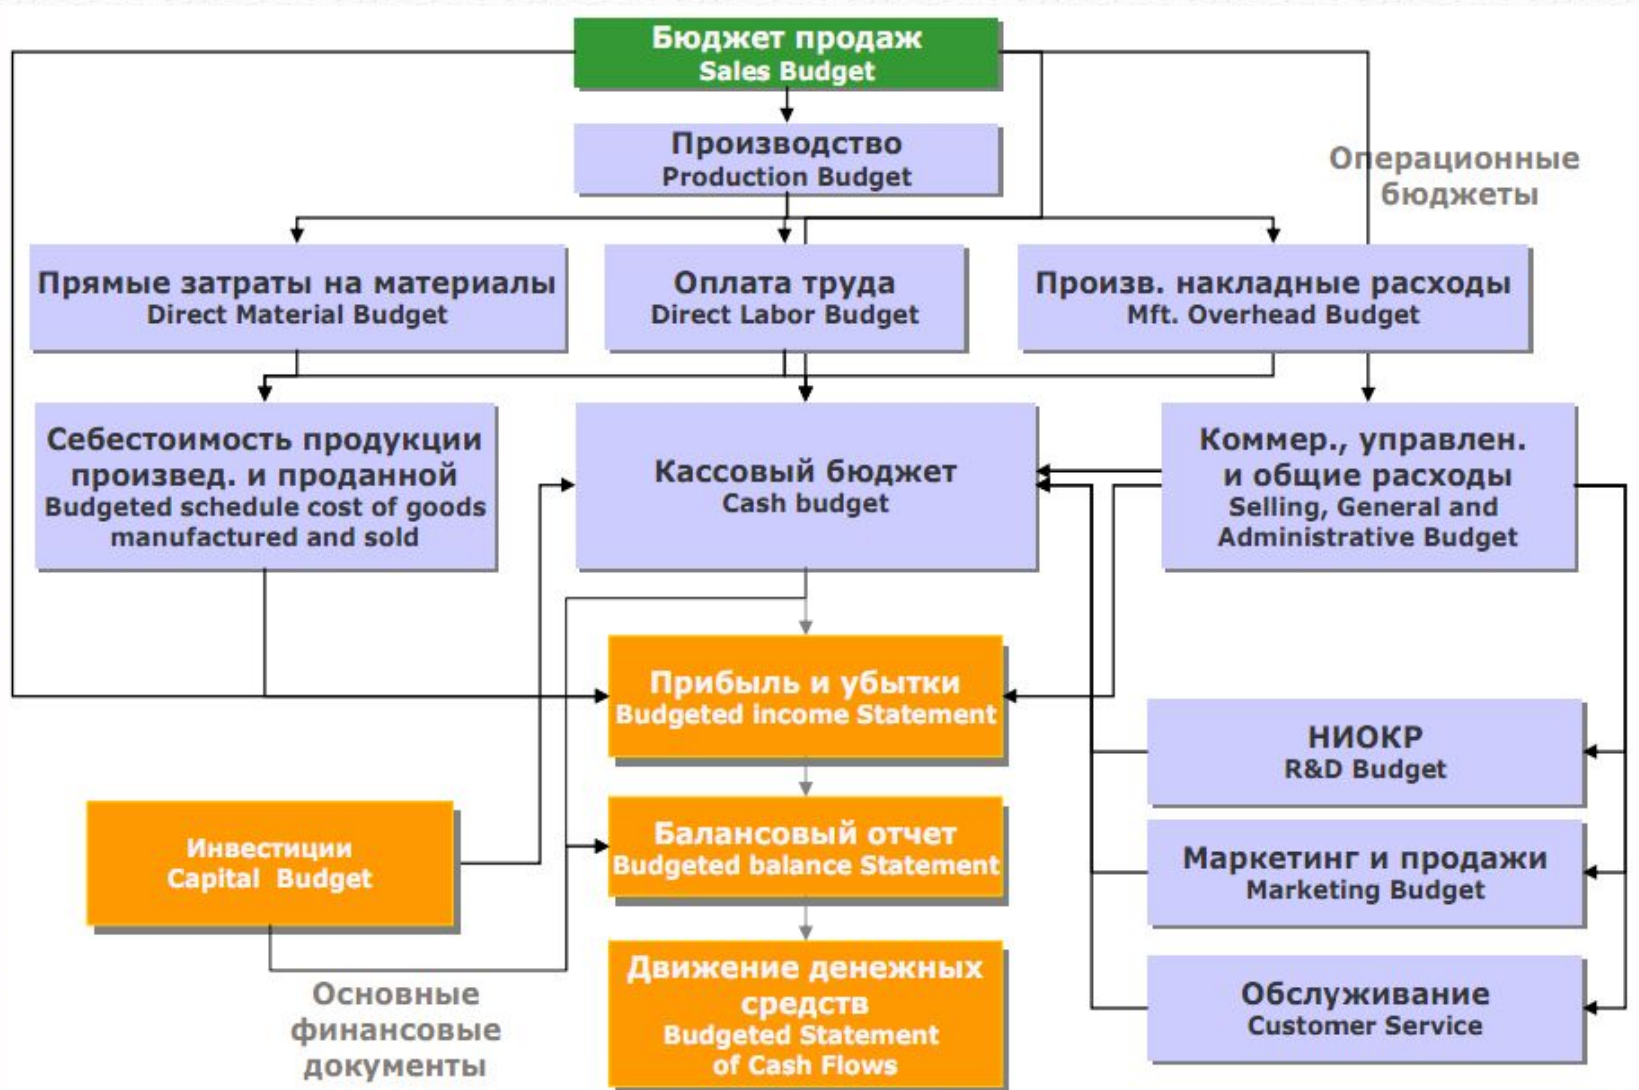 Бюджет продаж
Sales Budget
Производство
Production Budget
Операционные
бюджеты
Прямые затраты на материалы
Direct Material Budget
Оплата труда
Direct Labor Budget
Произв. накладные расходы
Mft. Overhead Budget
Себестоимость продукции
произвед. и проданной
Budgeted schedule cost of goods
manufactured and sold
Кассовый бюджет
Cash budget
Коммер., управлен.
и общие расходы
Selling, General and
Administrative Budget
Прибыль и убытки
Budgeted income Statement
НИОКР
R&D Budget
Инвестиции
Capital Budget
Балансовый отчет
Budgeted balance Statement
Маркетинг и продажи
Marketing Budget
Основные
финансовые
документы
Движение денежных
средств
Budgeted Statement
of Cash Flows
Обслуживание
Customer Service